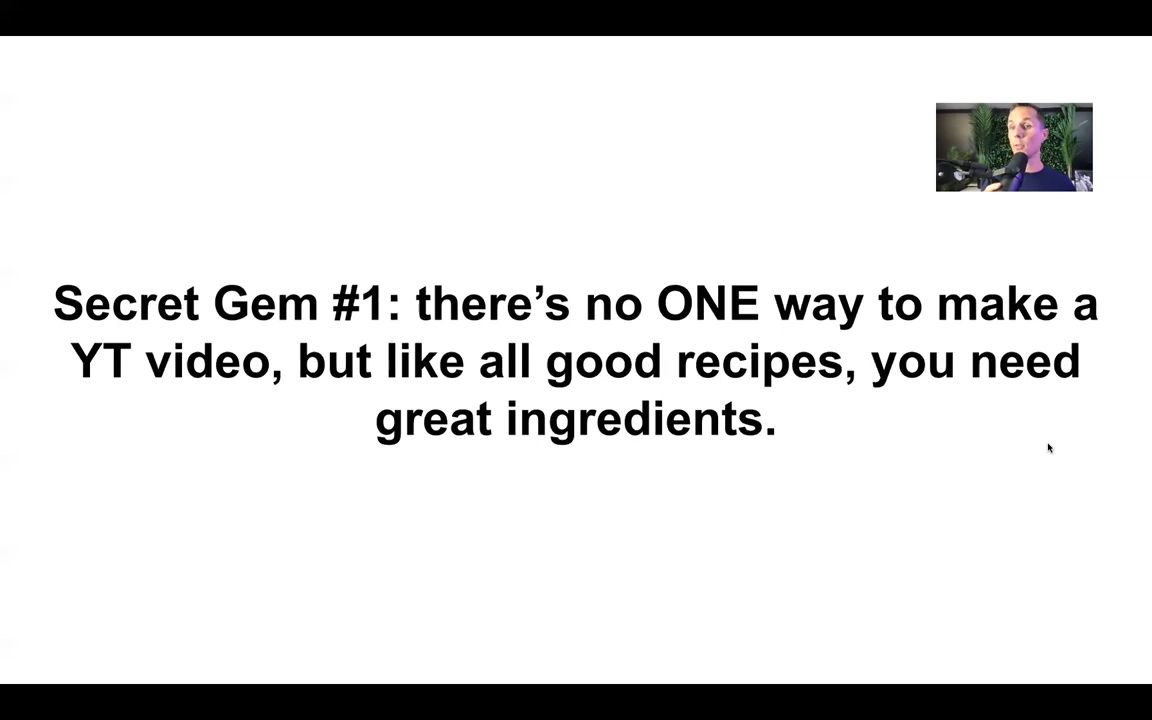 Secret Gem #1: there’s no ONE way to make a
YT video, but like all good recipes, you need
great ingredients.